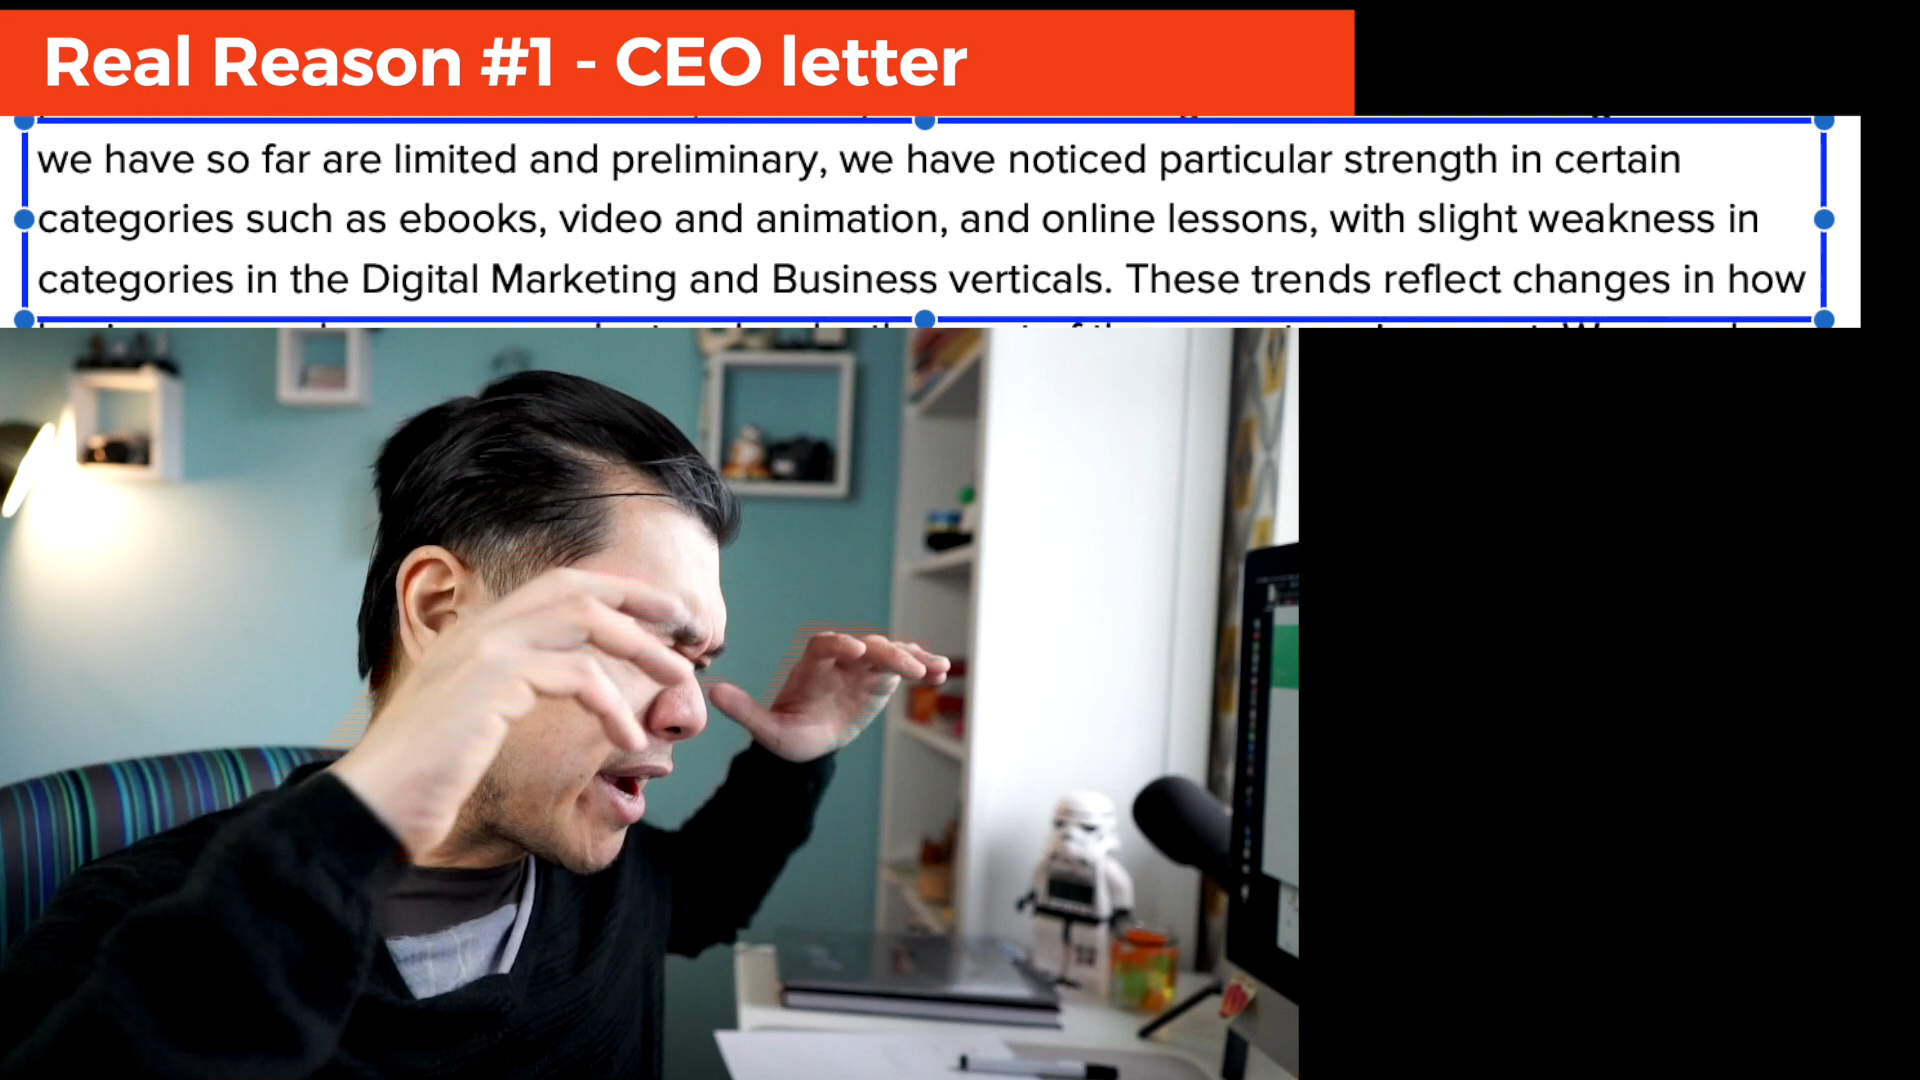 Real Reason #1 - CEO letter
we have so far are limited and preliminary, we have noticed particular strength in certain
categories such as ebooks, video and animation, and online lessons, with slight weakness in
categories in the Digital Marketing and Business verticals. These trends reflect changes in how